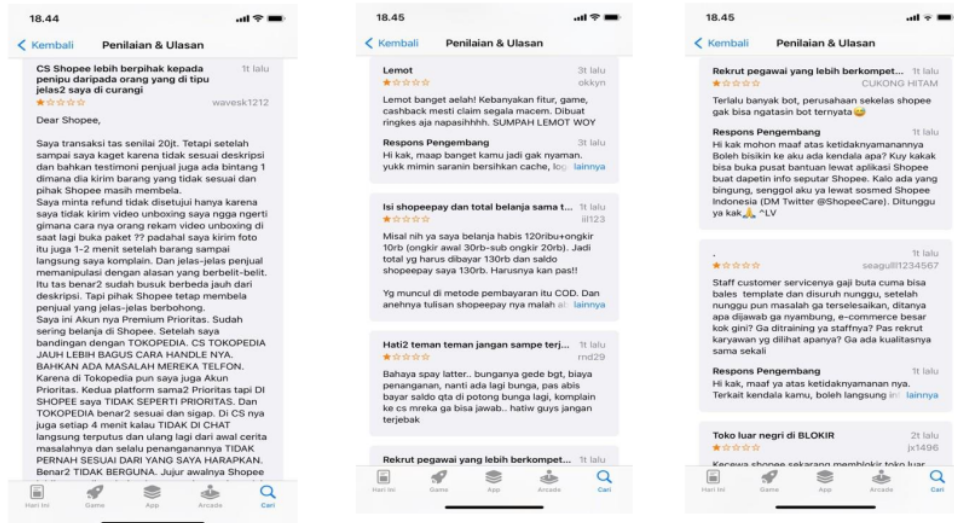 18.44
Kembali
Penilaian & Ulasan
CS Shopee lebih berpihak kepada
penipu daripada orang yang di tipu
jelas2 saya di curangi
1t lalu
wavesk1212
Dear Shopee,
Saya transaksi tas senilai 20jt. Tetapi setelah
sampai saya kaget karena tidak sesuai deskripsi
dan bahkan testimoni penjual juga ada bintang 1
dimana dia kirim barang yang tidak sesuai dan
pihak Shopee masih membela.
Saya minta refund tidak disetujui hanya karena
saya tidak kirim video unboxing saya ngga ngerti
gimana cara nya orang rekam video unboxing di
saat lagi buka paket ?? padahal saya kirim foto
itu juga 1-2 menit setelah barang sampai
langsung saya komplain. Dan jelas-jelas penjual
memanipulasi dengan alasan yang berbelit-belit.
Itu tas benar2 sudah busuk berbeda jauh dari
deskripsi. Tapi pihak Shopee tetap membela
penjual yang jelas-jelas berbohong.
Saya ini Akun nya Premium Prioritas. Sudah
sering belanja di Shopee. Setelah saya
bandingan dengan TOKOPEDIA. CS TOKOPEDIA
JAUH LEBIH BAGUS CARA HANDLE NYA.
BAHKAN ADA MASALAH MEREKA TELFON.
Karena di Tokopedia pun saya juga Akun
Prioritas. Kedua platform sama2 Prioritas tapi DI
SHOPEE saya TIDAK SEPERTI PRIORITAS. Dan
TOKOPEDIA benar2 sesuai dan sigap. Di CS nya
juga setiap 4 menit kalau TIDAK DI CHAT
langsung terputus dan ulang lagi dari awal cerita
masalahnya dan selalu penanganannya TIDAK
PERNAH SESUAI DARI YANG SAYA HARAPKAN.
Benar2 TIDAK BERGUNA. Jujur awalnya Shopee
Hari Ini
Game
App
Arcade
Cari
18.45
Kembali
Penilaian & Ulasan
Lemot
3t lalu
okkyn
Lemot banget aelah! Kebanyakan fitur, game,
cashback mesti claim segala macem. Dibuat
ringkes aja napasihhhh. SUMPAH LEMOT WOY
Respons Pengembang
3t lalu
Hi kak, maap banget kamu jadi gak nyaman.
yukk mimin saranin bersihkan cache, log lainnya
Isi shopeepay dan total belanja sama t...
1t lalu
iil123
Misal nih ya saya belanja habis 120ribu+ongkir
10rb (ongkir awal 30rb-sub ongkir 20rb). Jadi
total yg harus dibayar 130rb dan saldo
shopeepay saya 130rb. Harusnya kan pas!!
Yg muncul di metode pembayaran itu COD. Dan
anehnya tulisan shopeepay nya malah lainnya
Hati2 teman teman jangan sampe terj...
1t lalu
rnd29
Bahaya spay latter.. bunganya gede bgt, biaya
penanganan, nanti ada lagi bunga, pas abis
bayar saldo qta di potong bunga lagi, komplain
ke cs mreka ga bisa jawab.. hatiw guys jangan
terjebak
Rekrut pegawai yang lebih berkompet...
1t lalu
Hari Ini
Game
App
Arcade
Cari
18.45
Kembali
Penilaian & Ulasan
Rekrut pegawai yang lebih berkompet...
1t lalu
CUKONG HITAM
Terlalu banyak bot, perusahaan sekelas shopee
gak bisa ngatasin bot ternyata😅
Respons Pengembang
1t lalu
Hi kak mohon maaf atas ketidaknyamanannya
Boleh bisikin ke aku ada kendala apa? Kuy kakak
bisa buka pusat bantuan lewat aplikasi Shopee
buat dapetin info seputar Shopee. Kalo ada yang
bingung, senggol aku ya lewat sosmed Shopee
Indonesia (DM Twitter @ShopeeCare). Ditunggu
ya kak🙏 ^LV
.
1t lalu
seagulll1234567
Staff customer servicenya gaji buta cuma bisa
bales template dan disuruh nunggu, setelah
nunggu pun masalah ga terselesaikan, ditanya
apa dijawab ga nyambung, e-commerce besar
kok gini? Ga ditraining ya staffnya? Pas rekrut
karyawan yg dilihat apanya? Ga ada kualitasnya
sama sekali
Respons Pengembang
1t lalu
Hi kak, maaf ya atas ketidaknyamanan nya.
Terkait kendala kamu, boleh langsung ini lainnya
Toko luar negri di BLOKIR
2t lalu
jx1496
Kecewa shopee sekarang memblokir toko luar
Hari Ini
Game
App
Arcade
Cari